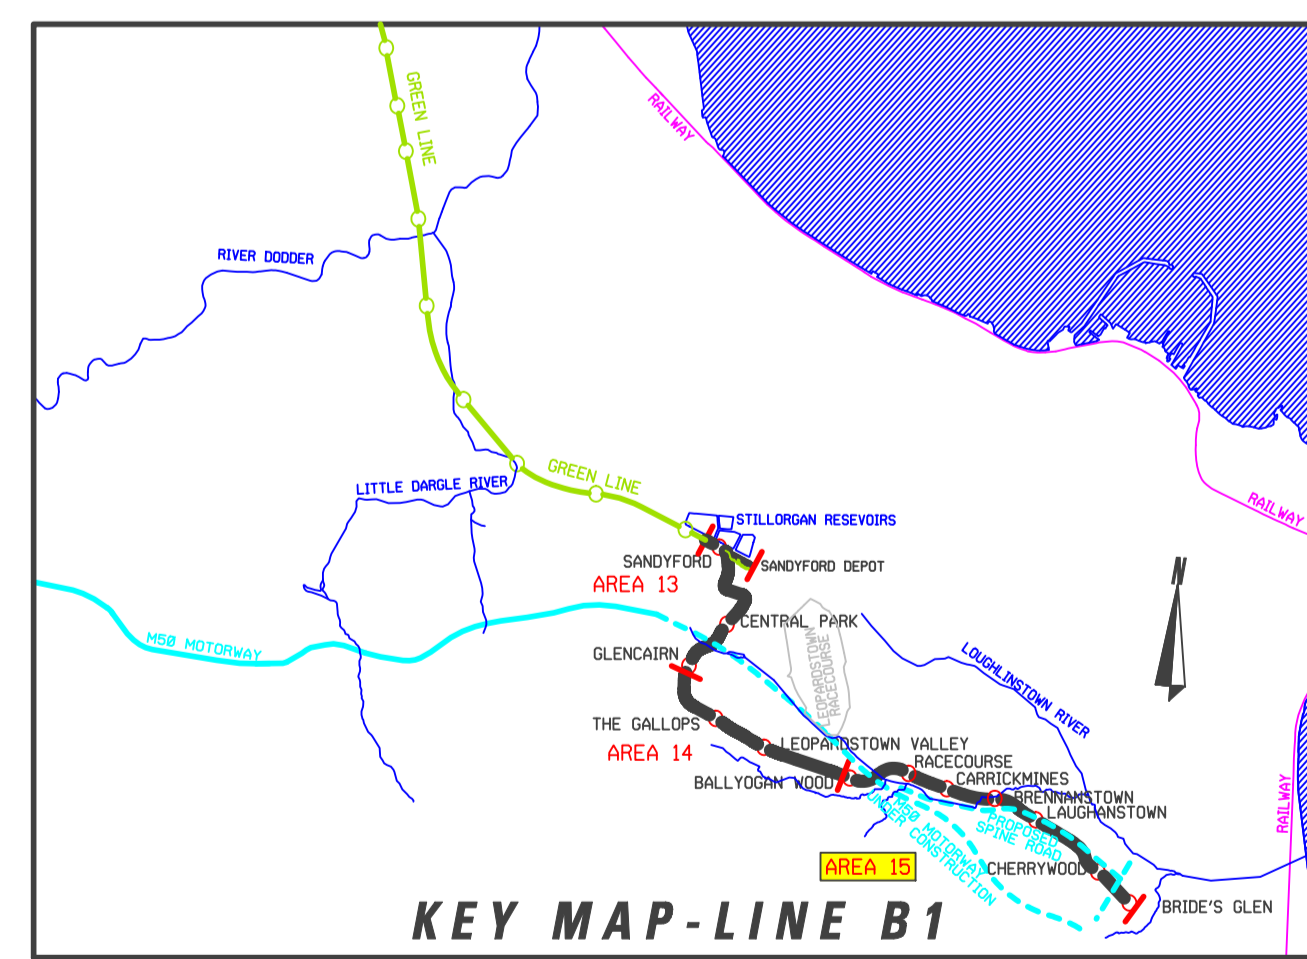 GREEN LINE
RAILWAY
RIVER DODDER
GREEN LINE
LITTLE DARGLE RIVER
RAILWAY
STILLORGAN RESEVOIRS
SANDYFORD
SANDYFORD DEPOT
AREA 13
N
CENTRAL PARK
M50 MOTORWAY
GLENCAIRN
LEOPARDSTOWN
RACECOURSE
LOUGHLINSTOWN RIVER
THE GALLOPS
AREA 14
LEOPARDSTOWN VALLEY
RACECOURSE
BALLYOGAN WOOD
CARRICKMINES
BRENNANSTOWN
LAUGHANSTOWN
RAILWAY
M50 MOTORWAY
UNDER CONSTRUCTION
PROPOSED
SPINE ROAD
AREA 15
CHERRYWOOD
BRIDE'S GLEN
KEY MAP-LINE B1